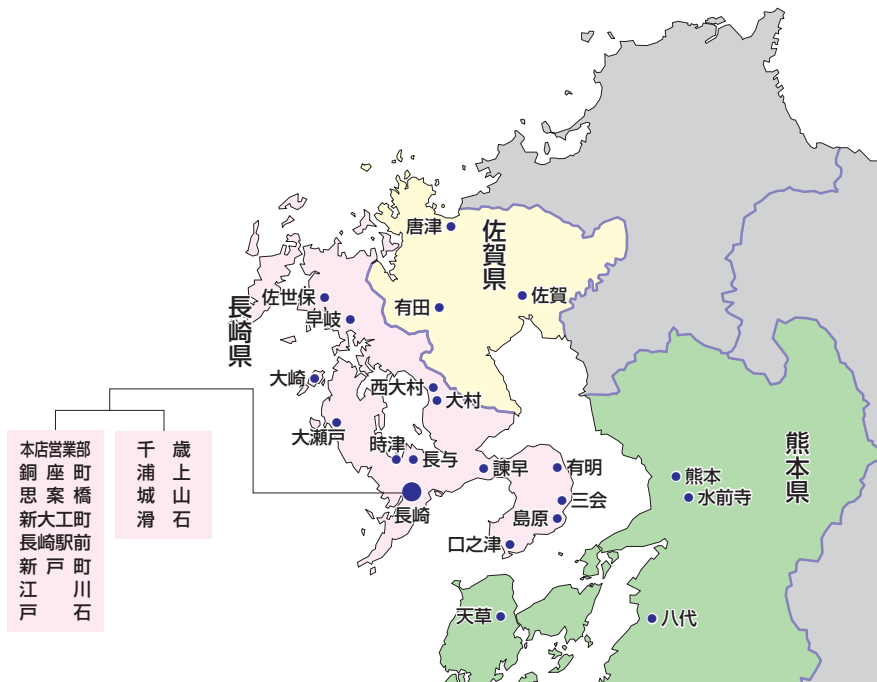 唐津
佐賀県
佐世保
有田
佐賀
早岐
長崎県
大崎
西大村
大村
大瀬戸
時津
長与
諫早
有明
三会
島原
口之津
長崎
熊本県
熊本
水前寺
天草
八代
本店営業部
銅座町
思案橋
新大工町
長崎駅前
新戸町
江川
戸石
千歳
浦上
城山
滑石